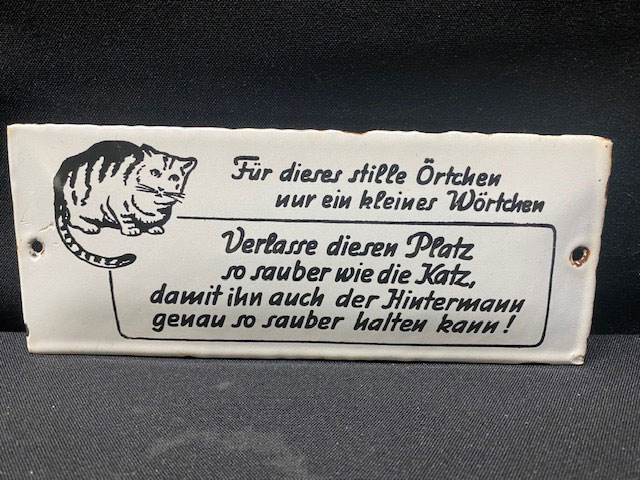 Für dieses stille Örtchen
nur ein kleines Wörtchen
Verlasse diesen Platz
so sauber wie die Katz,
damit ihn auch der Hintermann
genau so sauber halten kann!